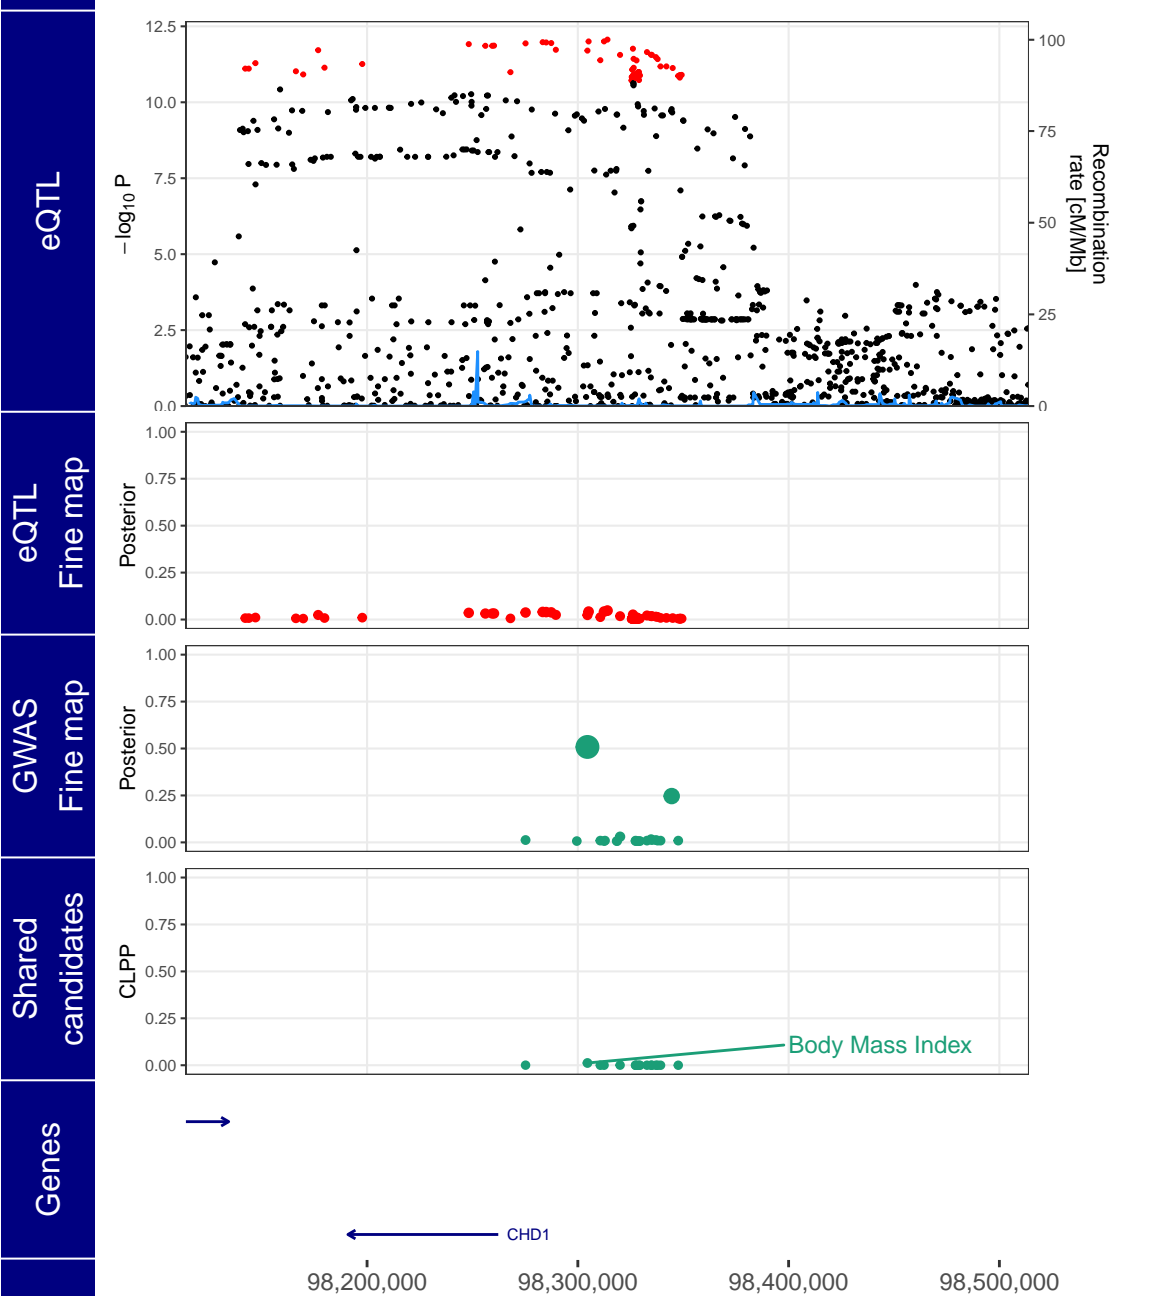 eQTL
−log10 P
12.5
10.0
7.5
5.0
2.5
0.0
100
75
50
25
0
Recombination
rate [cM/Mb]
eQTL
Fine map
Posterior
1.00
0.75
0.50
0.25
0.00
GWAS
Fine map
Posterior
1.00
0.75
0.50
0.25
0.00
Shared
candidates
CLPP
1.00
0.75
0.50
0.25
0.00
Body Mass Index
Genes
CHD1
98,200,000
98,300,000
98,400,000
98,500,000